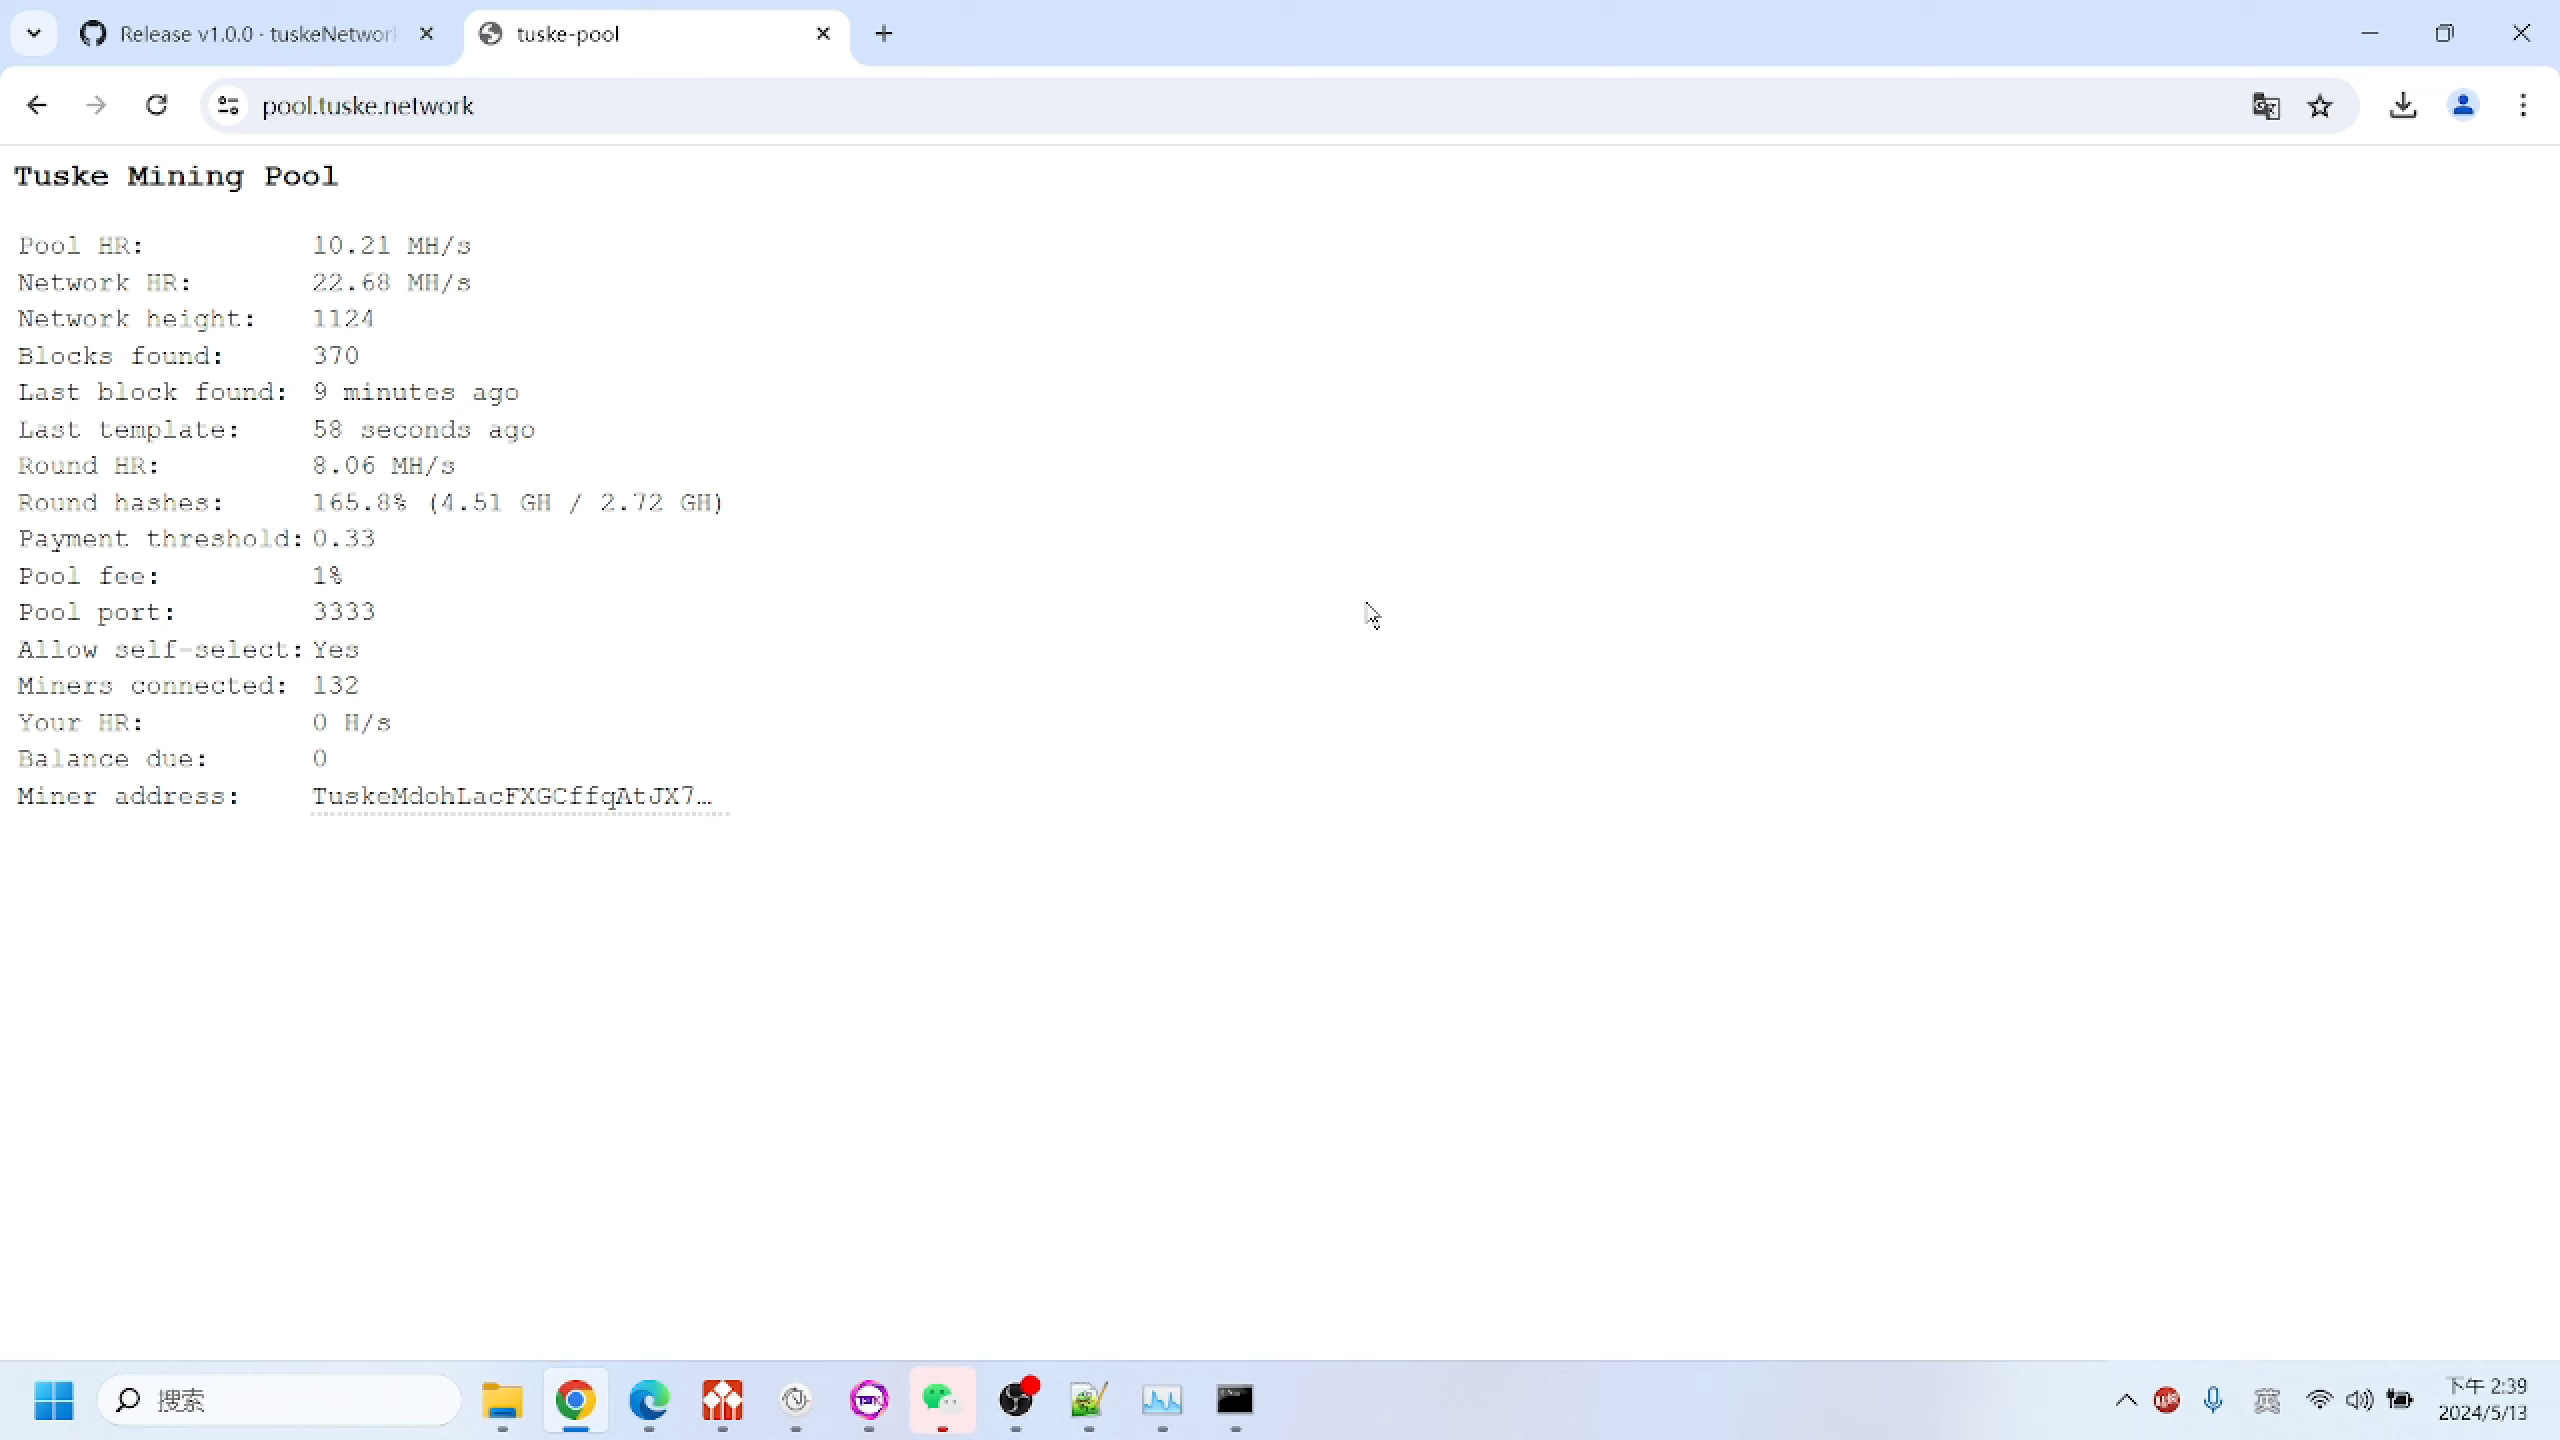 Release v1.0.0 · tuskeNetwork
tuske-pool
pool.tuske.network
Tuske Mining Pool
Pool HR: 10.21 MH/s
Network HR: 22.68 MH/s
Network height: 1124
Blocks found: 370
Last block found: 9 minutes ago
Last template: 58 seconds ago
Round HR: 8.06 MH/s
Round hashes: 165.8% (4.51 GH / 2.72 GH)
Payment threshold: 0.33
Pool fee: 1%
Pool port: 3333
Allow self-select: Yes
Miners connected: 132
Your HR: 0 H/s
Balance due: 0
Miner address: TuskeMdohLacFXGCffqAtJX7…
搜索
TSK
英
下午 2:39
2024/5/13